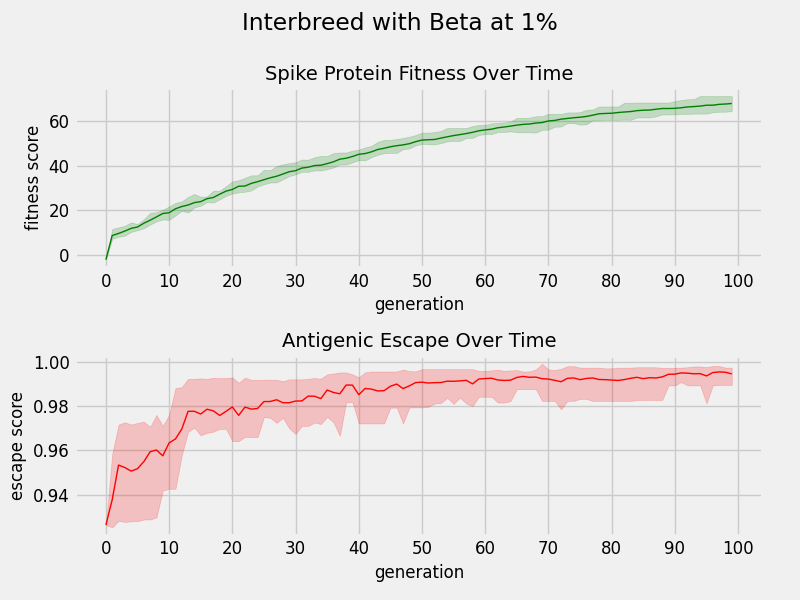 Interbreed with Beta at 1%
Spike Protein Fitness Over Time
fitness score
60
40
20
0
0 10 20 30 40 50 60 70 80 90 100
generation
Antigenic Escape Over Time
escape score
1.00
0.98
0.96
0.94
0 10 20 30 40 50 60 70 80 90 100
generation